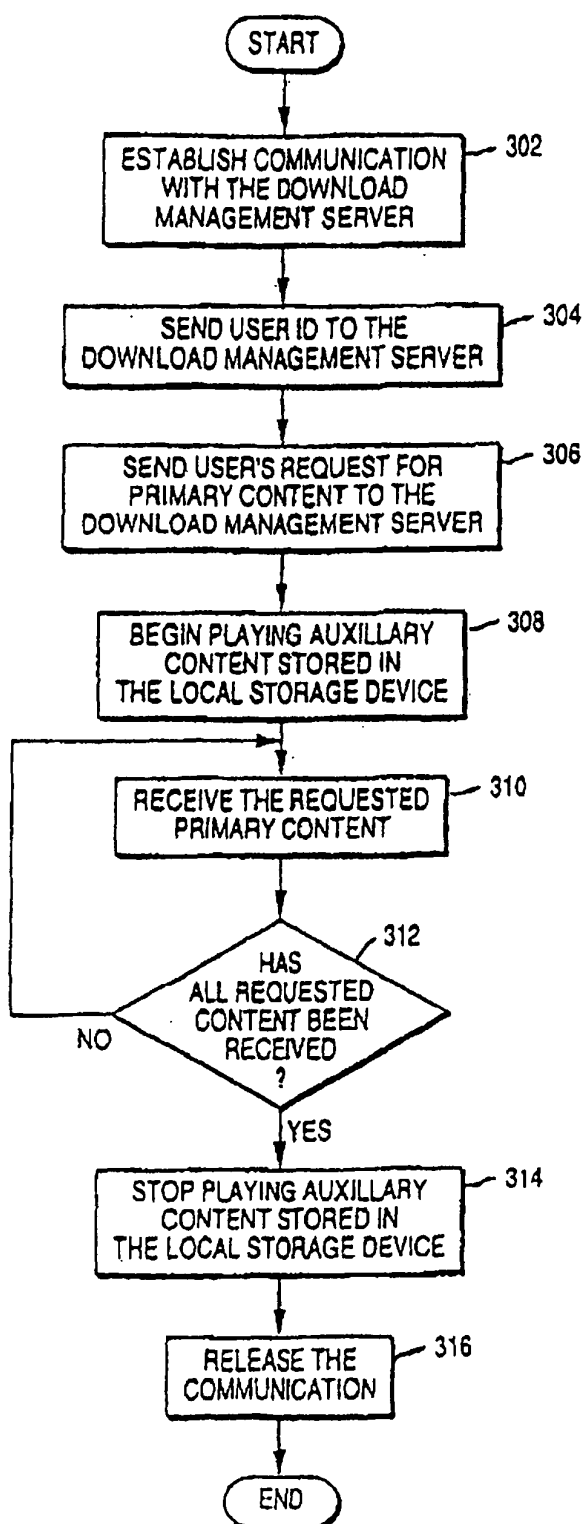 START
302
ESTABLISH COMMUNICATION
WITH THE DOWNLOAD
MANAGEMENT SERVER
304
SEND USER ID TO THE
DOWNLOAD MANAGEMENT SERVER
306
SEND USER'S REQUEST FOR
PRIMARY CONTENT TO THE
DOWNLOAD MANAGEMENT SERVER
308
BEGIN PLAYING AUXILLARY
CONTENT STORED IN
THE LOCAL STORAGE DEVICE
310
RECEIVE THE REQUESTED
PRIMARY CONTENT
312
HAS
ALL REQUESTED
CONTENT BEEN
RECEIVED
?
NO
YES
314
STOP PLAYING AUXILLARY
CONTENT STORED IN
THE LOCAL STORAGE DEVICE
316
RELEASE THE
COMMUNICATION
END